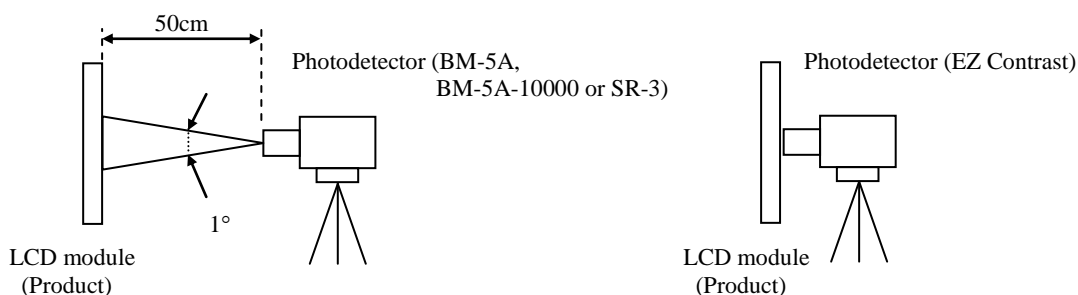 50cm
Photodetector (BM-5A,
BM-5A-10000 or SR-3)
1°
LCD module
(Product)
Photodetector (EZ Contrast)
LCD module
(Product)